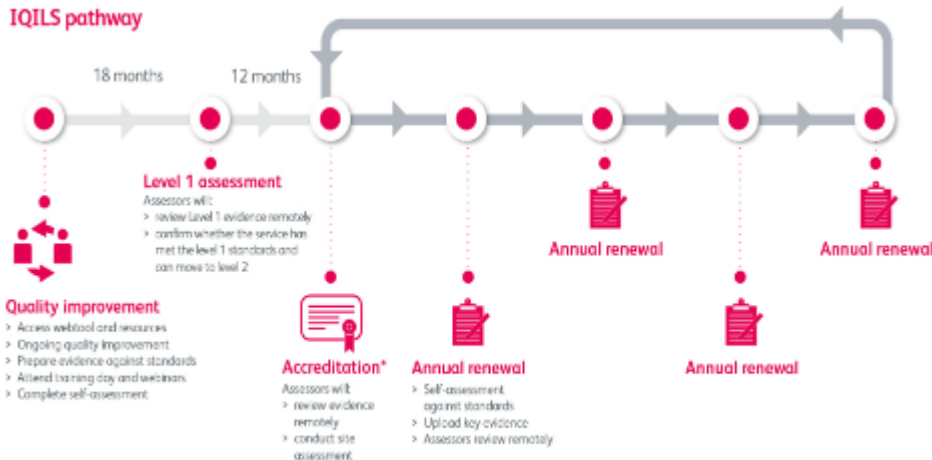 IQILS pathway
18 months
12 months
Level 1 assessment
Assessors will:
> review Level 1 evidence remotely
> confirm whether the service has
met the level 1 standards and
can move to level 2
Annual renewal
Annual renewal
Quality improvement
> Access webtool and resources
> Ongoing quality improvement
> Prepare evidence against standards
> Attend training day and webinars
> Complete self-assessment
Accreditation*
Assessors will:
> review evidence
remotely
> conduct site
assessment
Annual renewal
> Self-assessment
against standards
> Upload key evidence
> Assessors review remotely
Annual renewal